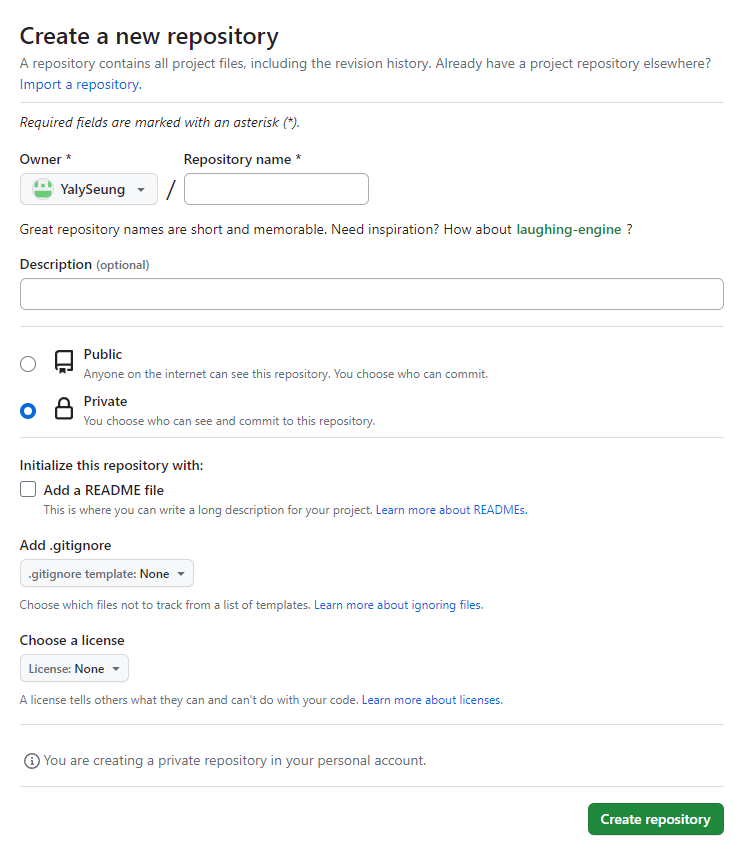 Create a new repository
A repository contains all project files, including the revision history. Already have a project repository elsewhere?
Import a repository.
Required fields are marked with an asterisk (*).
Owner * Repository name *
YalySeung /
Great repository names are short and memorable. Need inspiration? How about laughing-engine ?
Description (optional)
Public
Anyone on the internet can see this repository. You choose who can commit.
Private
You choose who can see and commit to this repository.
Initialize this repository with:
Add a README file
This is where you can write a long description for your project. Learn more about READMEs.
Add .gitignore
.gitignore template: None
Choose which files not to track from a list of templates. Learn more about ignoring files.
Choose a license
License: None
A license tells others what they can and can't do with your code. Learn more about licenses.
You are creating a private repository in your personal account.
Create repository